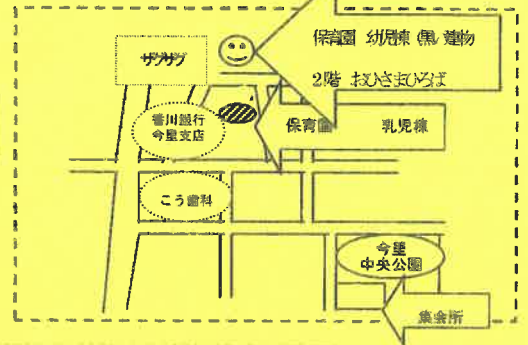 ザグザグ
保育園 幼児棟（黒い建物）
2階 おひさまひろば
香川銀行
今里支店
保育園 乳児棟
こう歯科
今里
中央公園
集会所